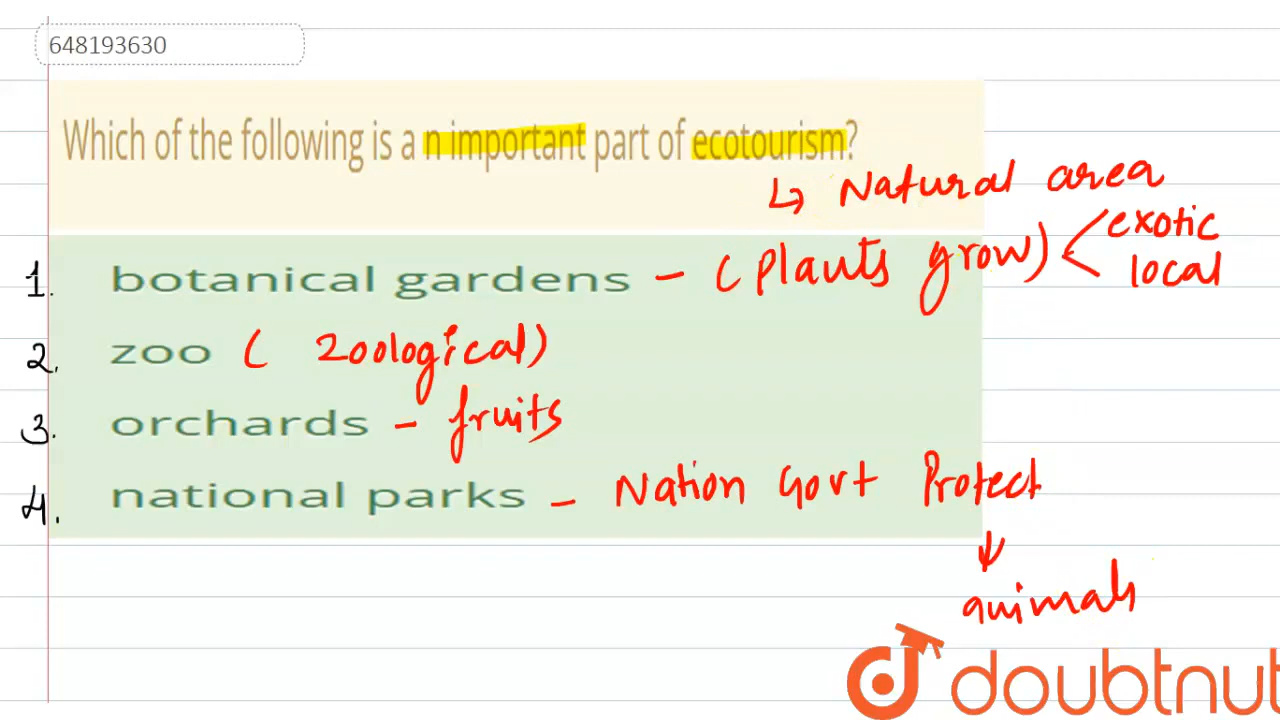 648193630
Which of the following is a n important part of ecotourism?
↳ Natural area
1. botanical gardens - (plants grow) < exotic
local
2. zoo ( Zoological)
3. orchards - fruits
4. national parks - Nation Govt Protect
↓
animals
doubtnut